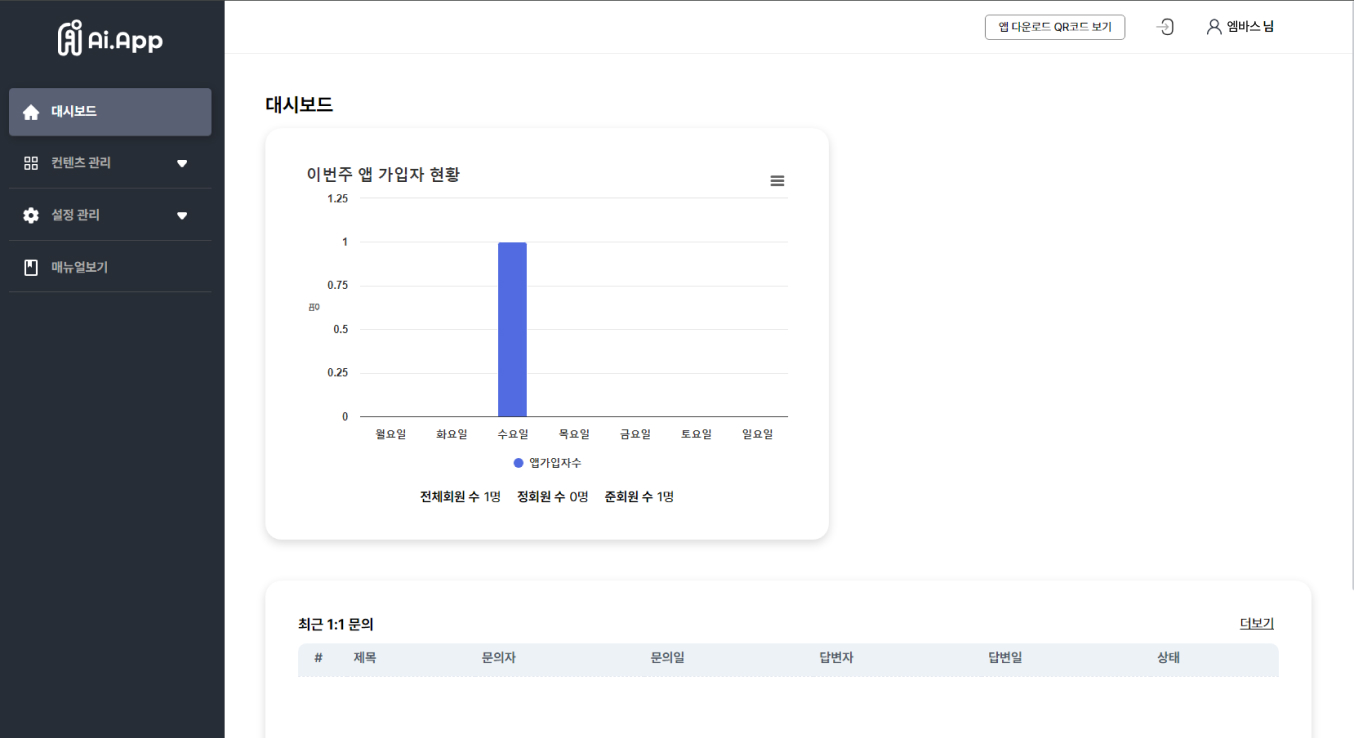 Ai.App
앱 다운로드 QR코드 보기
엠바스 님
대시보드
컨텐츠 관리
설정 관리
매뉴얼보기
대시보드
이번주 앱 가입자 현황
1.25
1
0.75
명
0.5
0.25
0
월요일 화요일 수요일 목요일 금요일 토요일 일요일
앱가입자수
전체회원 수 1명 정회원 수 0명 준회원 수 1명
최근 1:1 문의
더보기
# 제목 문의자 문의일 답변자 답변일 상태